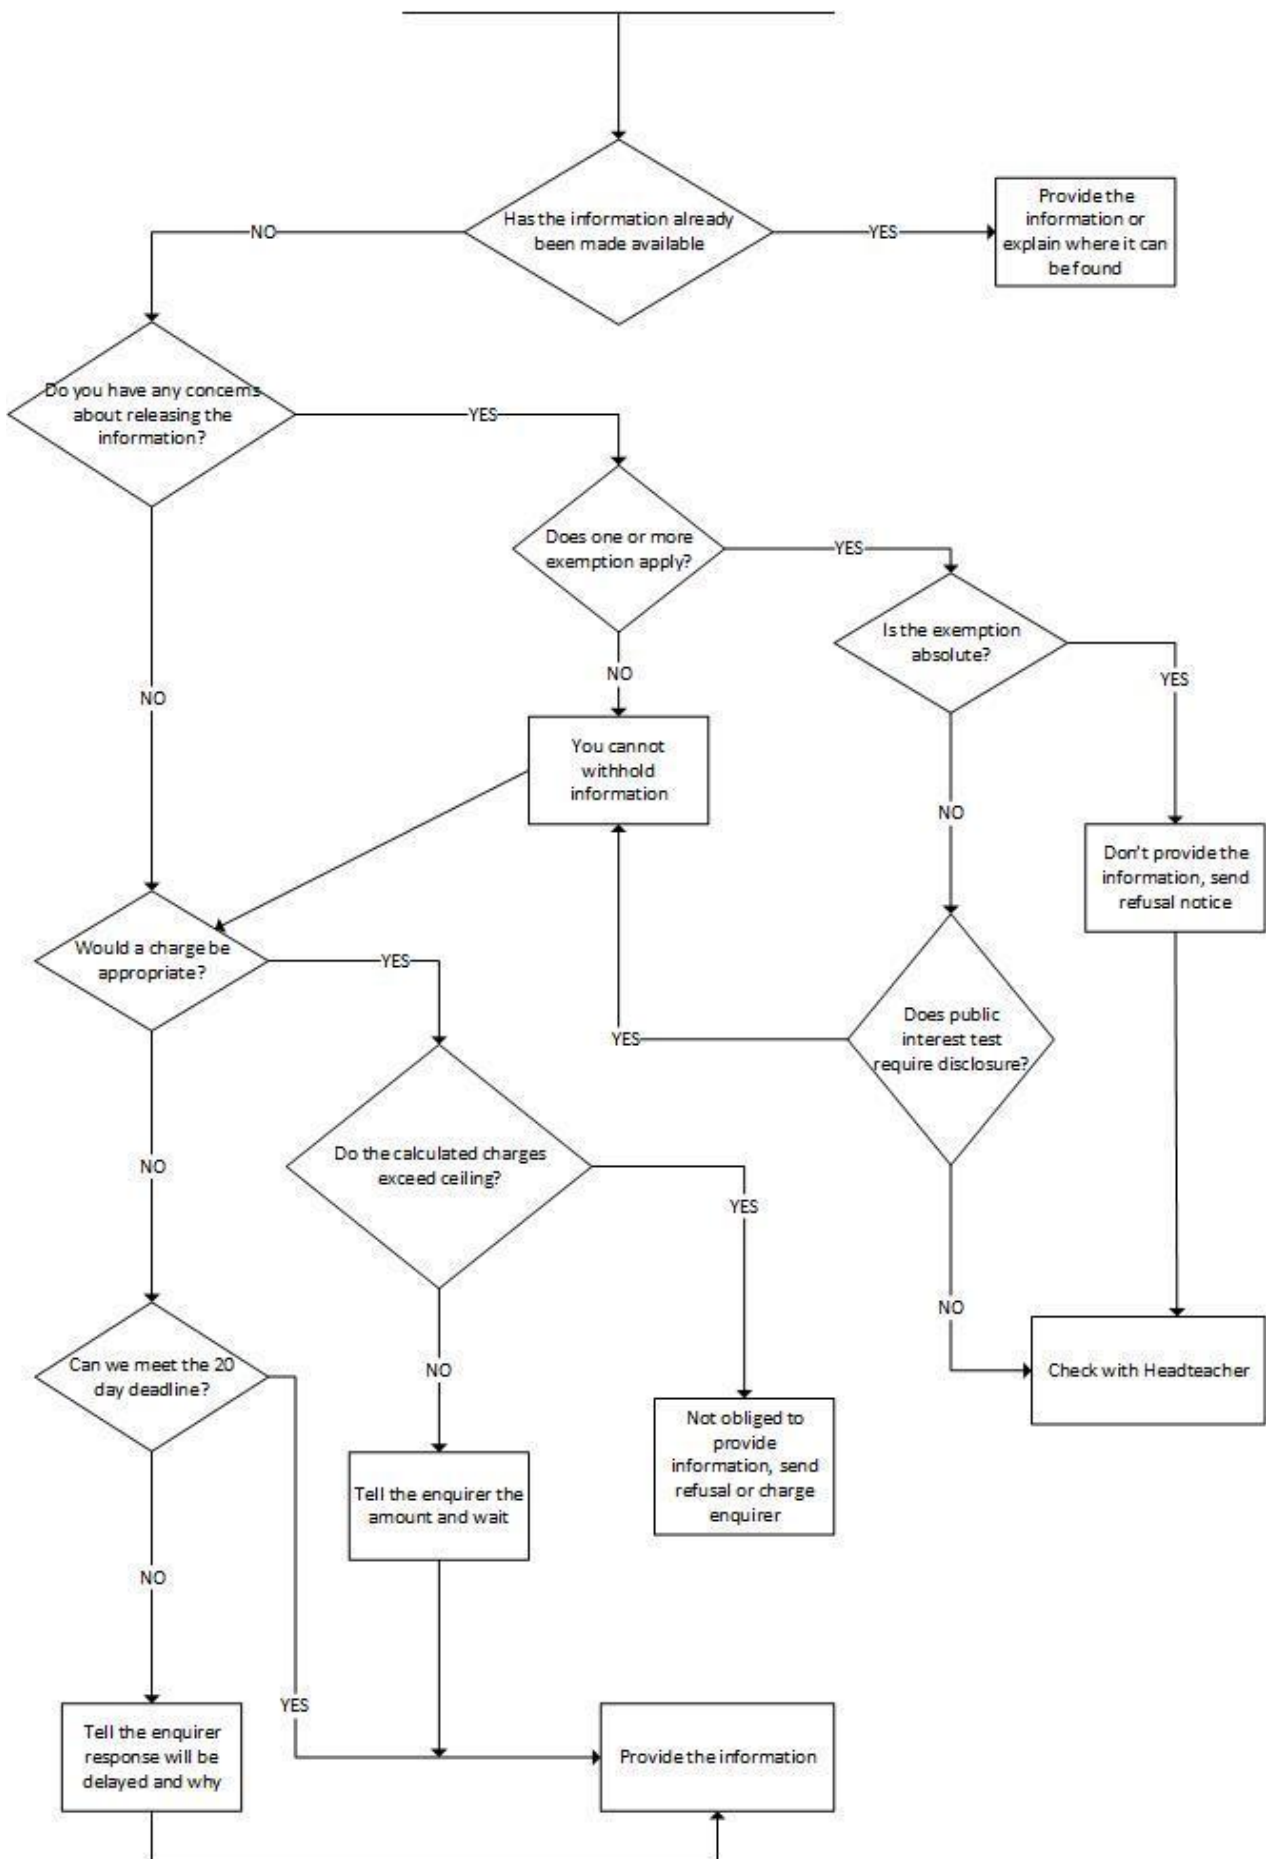 Has the information already
been made available
NO
YES
Provide the
information or
explain where it can
be found
Do you have any concerns
about releasing the
information?
YES
Does one or more
exemption apply?
YES
Is the exemption
absolute?
NO
YES
NO
You cannot
withhold
information
NO
Don't provide the
information, send
refusal notice
Would a charge be
appropriate?
YES
Does public
interest test
require disclosure?
YES
Do the calculated charges
exceed ceiling?
NO
YES
NO
Can we meet the 20
day deadline?
NO
Check with Headteacher
Not obliged to
provide
information, send
refusal or charge
enquirer
Tell the enquirer the
amount and wait
NO
YES
Tell the enquirer
response will be
delayed and why
Provide the information